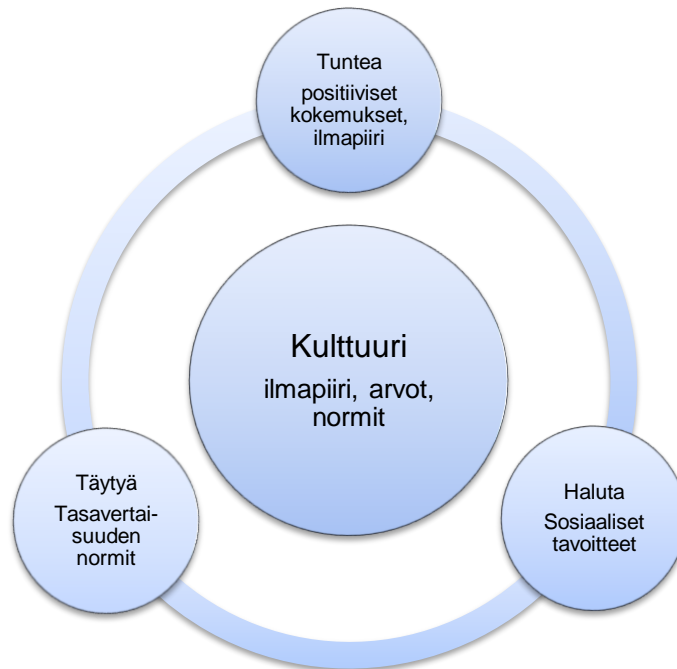 Tuntea
positiiviset
kokemukset,
ilmapiiri
Kulttuuri
ilmapiiri, arvot,
normit
Täytyä
Tasavertai-
suuden
normit
Haluta
Sosiaaliset
tavoitteet